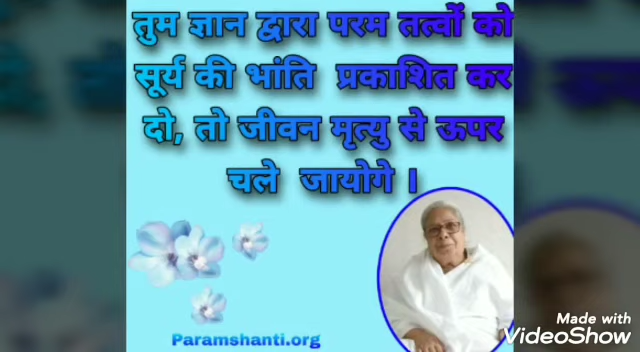 तुम ज्ञान द्वारा परम तत्वों को
सूर्य की भांति प्रकाशित कर
दो, तो जीवन मृत्यु से ऊपर
चले जायोगे ।
Paramshanti.org
Made with
VideoShow